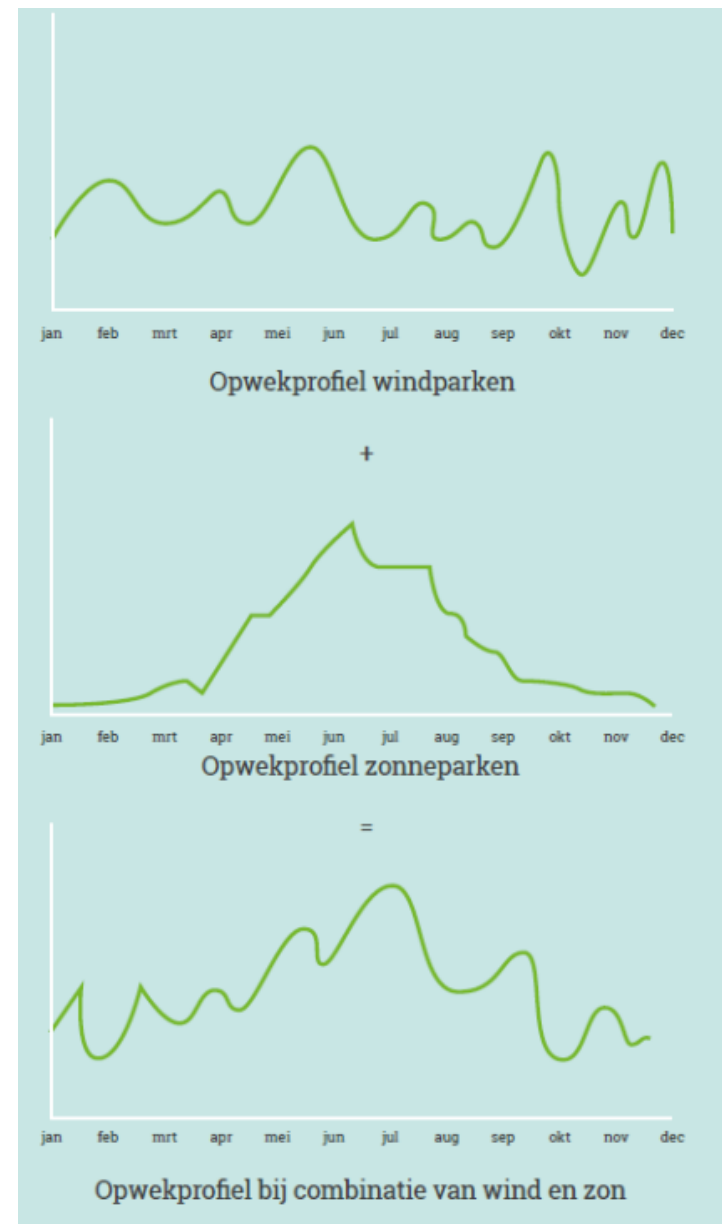 jan feb mrt apr mei jun jul aug sep okt nov dec
Opwekprofiel windparken
+
jan feb mrt apr mei jun jul aug sep okt nov dec
Opwekprofiel zonneparken
=
jan feb mrt apr mei jun jul aug sep okt nov dec
Opwekprofiel bij combinatie van wind en zon